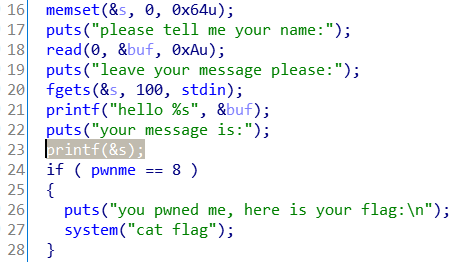 16 memset(&s, 0, 0x64u);
17 puts("please tell me your name:");
18 read(0, &buf, 0xAu);
19 puts("leave your message please:");
20 fgets(&s, 100, stdin);
21 printf("hello %s", &buf);
22 puts("your message is:");
23 printf(&s);
24 if ( pwnme == 8 )
25 {
26 puts("you pwned me, here is your flag:\n");
27 system("cat flag");
28 }